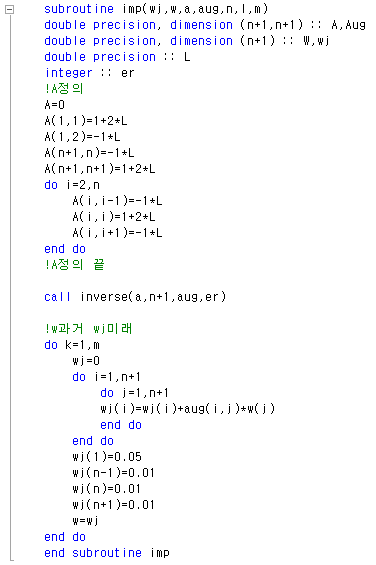 subroutine imp(wj,w,a,aug,n,l,m)
double precision, dimension (n+1,n+1) :: A,Aug
double precision, dimension (n+1) :: W,wj
double precision :: L
integer :: er
!A정의
A=0
A(1,1)=1+2*L
A(1,2)=-1*L
A(n+1,n)=-1*L
A(n+1,n+1)=1+2*L
do i=2,n
    A(i,i-1)=-1*L
    A(i,i)=1+2*L
    A(i,i+1)=-1*L
end do
!A정의 끝

call inverse(a,n+1,aug,er)

!w과거 wj미래
do k=1,m
    wj=0
    do i=1,n+1
        do j=1,n+1
        wj(i)=wj(i)+aug(i,j)*w(j)
        end do
    end do
    wj(1)=0.05
    wj(n-1)=0.01
    wj(n)=0.01
    wj(n+1)=0.01
    w=wj
end do
end subroutine imp